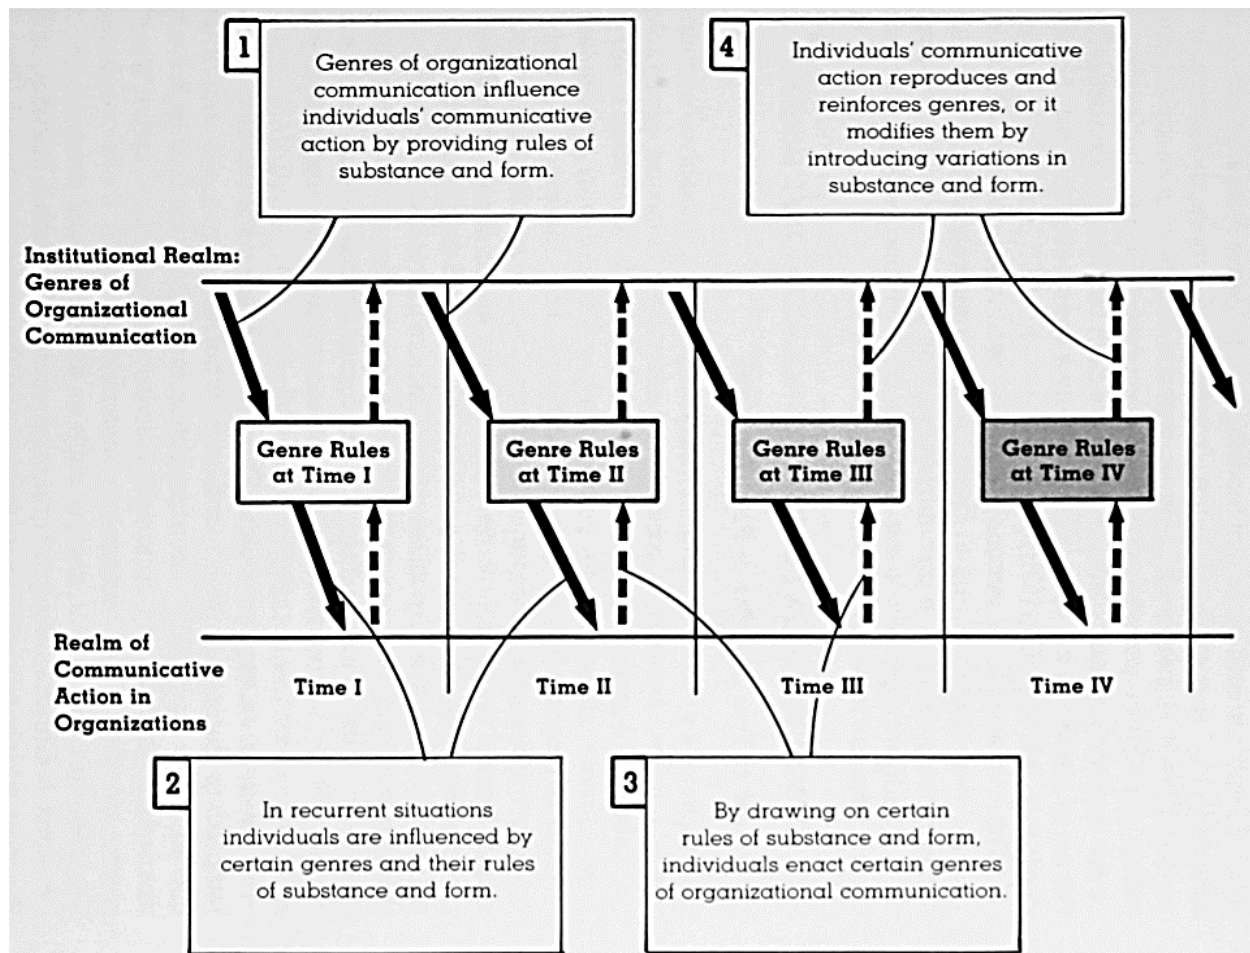 1
Genres of organizational
communication influence
individuals' communicative
action by providing rules of
substance and form.
4
Individuals' communicative
action reproduces and
reinforces genres, or it
modifies them by
introducing variations in
substance and form.
Institutional Realm:
Genres of
Organizational
Communication
Genre Rules
at Time I
Genre Rules
at Time II
Genre Rules
at Time III
Genre Rules
at Time IV
Realm of
Communicative
Action in
Organizations
Time I
Time II
Time III
Time IV
2
In recurrent situations
individuals are influenced by
certain genres and their rules
of substance and form.
3
By drawing on certain
rules of substance and form,
individuals enact certain genres
of organizational communication.